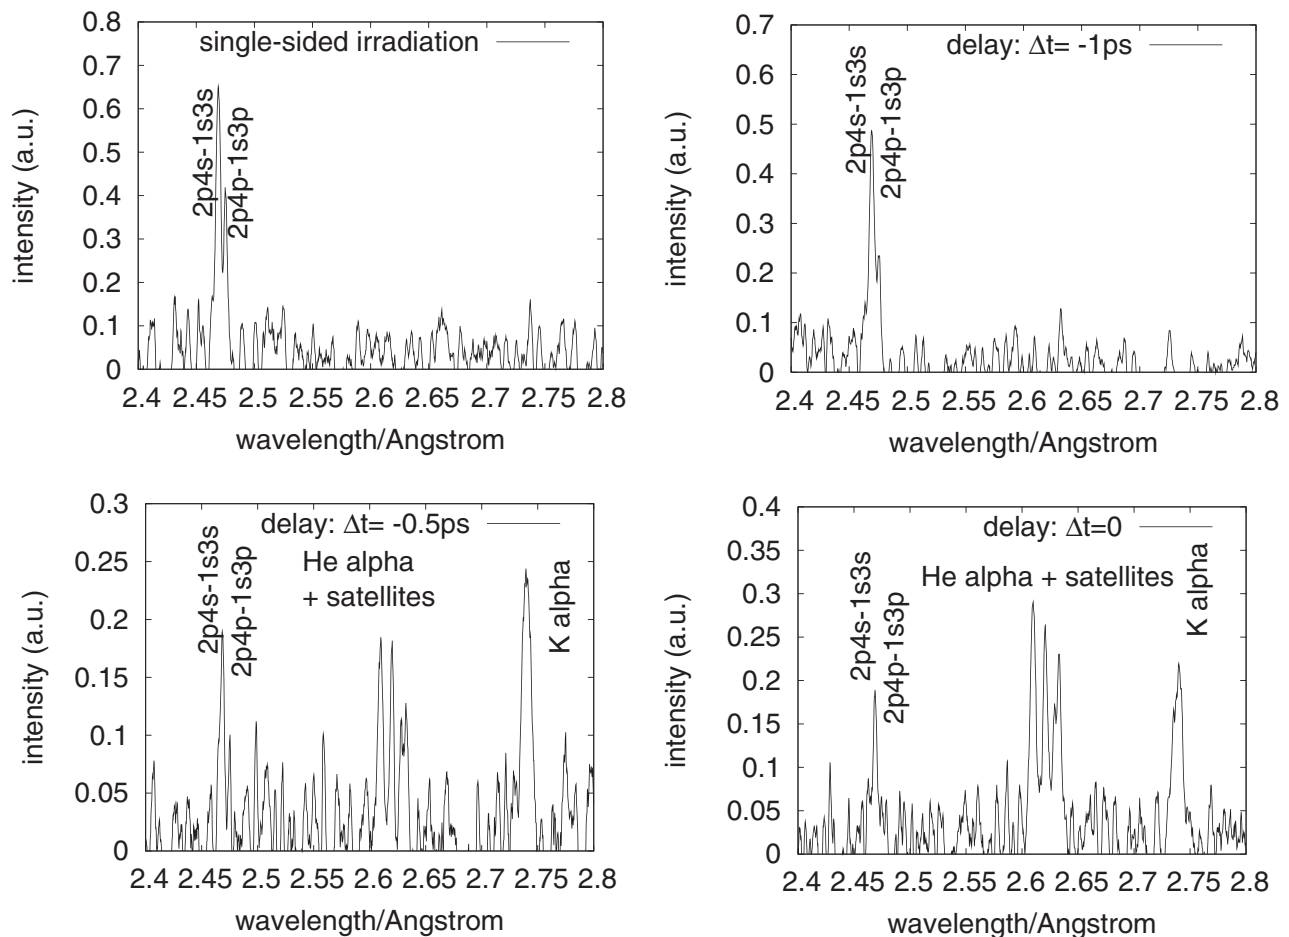 single-sided irradiation
0.8
0.7
0.6
0.5
0.4
0.3
0.2
0.1
0
intensity (a.u.)
2p4s-1s3s
2p4p-1s3p
2.4 2.45 2.5 2.55 2.6 2.65 2.7 2.75 2.8
wavelength/Angstrom
delay: Δt= -1ps
0.7
0.6
0.5
0.4
0.3
0.2
0.1
0
intensity (a.u.)
2p4s-1s3s
2p4p-1s3p
2.4 2.45 2.5 2.55 2.6 2.65 2.7 2.75 2.8
wavelength/Angstrom
delay: Δt= -0.5ps
0.3
0.25
0.2
0.15
0.1
0.05
0
intensity (a.u.)
2p4s-1s3s
2p4p-1s3p
He alpha
+ satellites
K alpha
2.4 2.45 2.5 2.55 2.6 2.65 2.7 2.75 2.8
wavelength/Angstrom
delay: Δt=0
0.4
0.35
0.3
0.25
0.2
0.15
0.1
0.05
0
intensity (a.u.)
2p4s-1s3s
2p4p-1s3p
He alpha + satellites
K alpha
2.4 2.45 2.5 2.55 2.6 2.65 2.7 2.75 2.8
wavelength/Angstrom